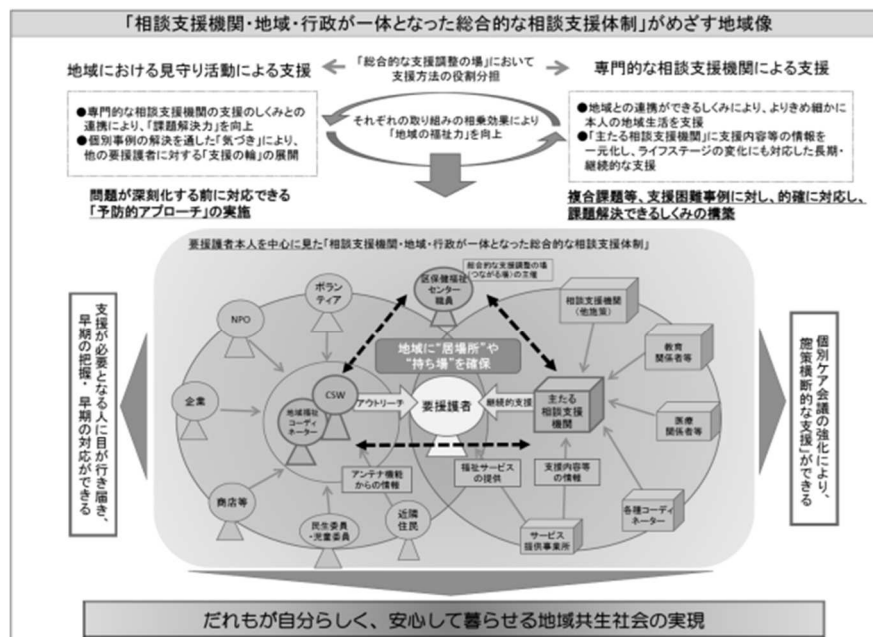 「相談支援機関・地域・行政が一体となった総合的な相談支援体制」がめざす地域像
地域における見守り活動による支援
「総合的な支援調整の場」において
支援方法の役割分担
専門的な相談支援機関による支援
●専門的な相談支援機関の支援のしくみとの
連携により、「課題解決力」を向上
●個別事例の解決を通した「気づき」により、
他の要援護者に対する「支援の輪」の展開
それぞれの取り組みの相乗効果により
「地域の福祉力」を向上
●地域との連携ができるしくみにより、よりきめ細かに
本人の地域生活を支援
●「主たる相談支援機関」に支援内容等の情報を
一元化し、ライフステージの変化にも対応した長期・
継続的な支援
問題が深刻化する前に対応できる
「予防的アプローチ」の実施
複合課題等、支援困難事例に対し、的確に対応し、
課題解決できるしくみの構築
要援護者本人を中心に見た「相談支援機関・地域・行政が一体となった総合的な相談支援体制」
支援が必要となる人に目が行き届き、
早期の把握・早期の対応ができる
ボラン
ティア
NPO
企業
商店等
民生委員
・児童委員
近隣
住民
区保健福祉
センター
職員
総合的な支援調整の場
(つながる場)の主催
地域に“居場所”や
“持ち場”を確保
CSW
地域福祉
コーディ
ネーター
アウトリーチ
要援護者
継続的支援
主たる
相談支援
機関
アンテナ機能
からの情報
福祉サービス
の提供
支援内容等
の情報
サービス
提供事業所
相談支援機関
(他施策)
教育
関係者等
医療
関係者等
各種コーディ
ネーター
個別ケア会議の強化により、
施策横断的な支援」ができる
だれもが自分らしく、安心して暮らせる地域共生社会の実現